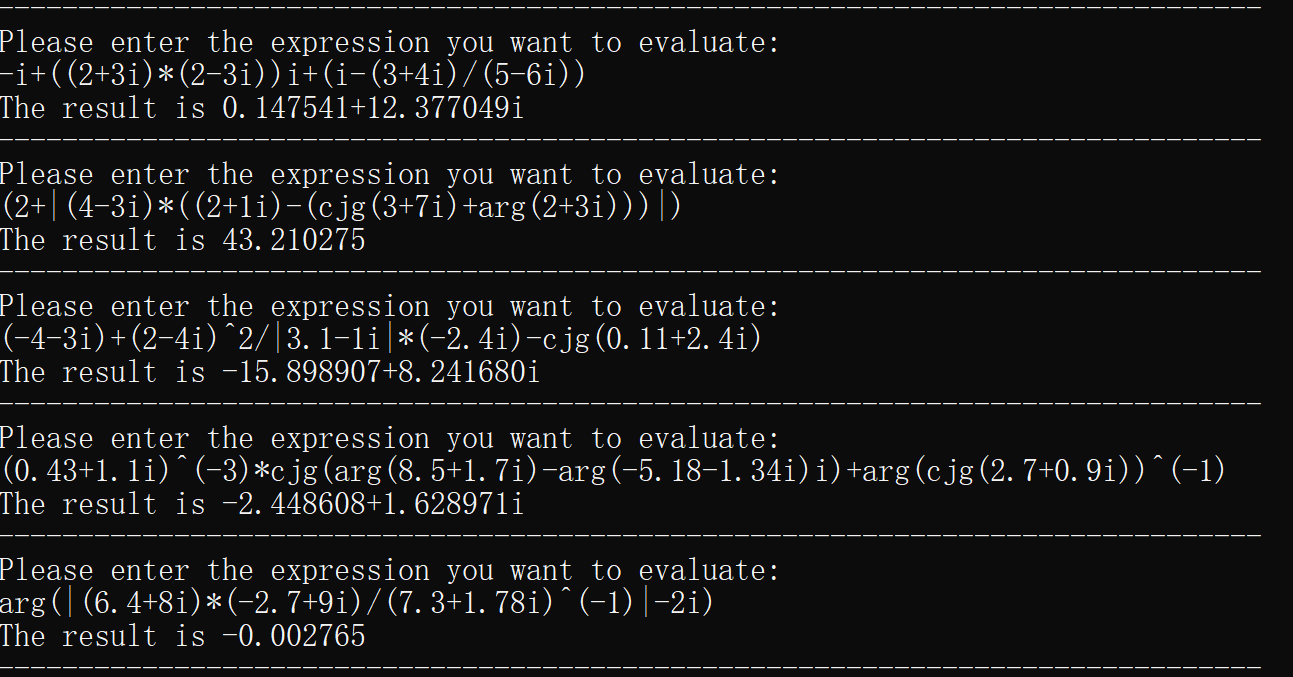 Please enter the expression you want to evaluate:
-i+((2+3i)*(2-3i))i+(i-(3+4i)/(5-6i))
The result is 0.147541+12.377049i
Please enter the expression you want to evaluate:
(2+|(4-3i)*((2+1i)-(cjg(3+7i)+arg(2+3i)))|)
The result is 43.210275
Please enter the expression you want to evaluate:
(-4-3i)+(2-4i)^2/|3.1-1i|*(-2.4i)-cjg(0.11+2.4i)
The result is -15.898907+8.241680i
Please enter the expression you want to evaluate:
(0.43+1.1i)^(-3)*cjg(arg(8.5+1.7i)-arg(-5.18-1.34i)i)+arg(cjg(2.7+0.9i))^(-1)
The result is -2.448608+1.628971i
Please enter the expression you want to evaluate:
arg(|(6.4+8i)*(-2.7+9i)/(7.3+1.78i)^(-1)|-2i)
The result is -0.002765